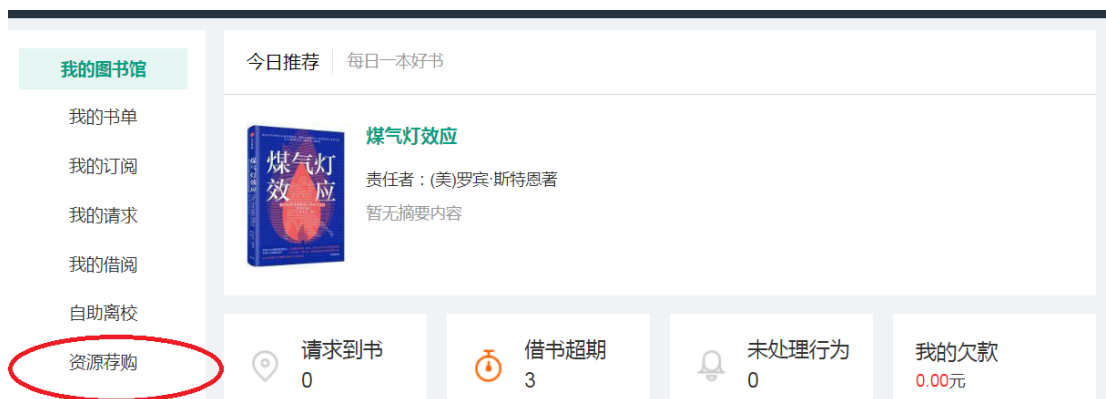 我的图书馆
我的书单
我的订阅
我的请求
我的借阅
自助离校
资源荐购
今日推荐 每日一本好书
煤气灯
效应
煤气灯效应
责任者：(美)罗宾·斯特恩著
暂无摘要内容
请求到书
0
借书超期
3
未处理行为
0
我的欠款
0.00元